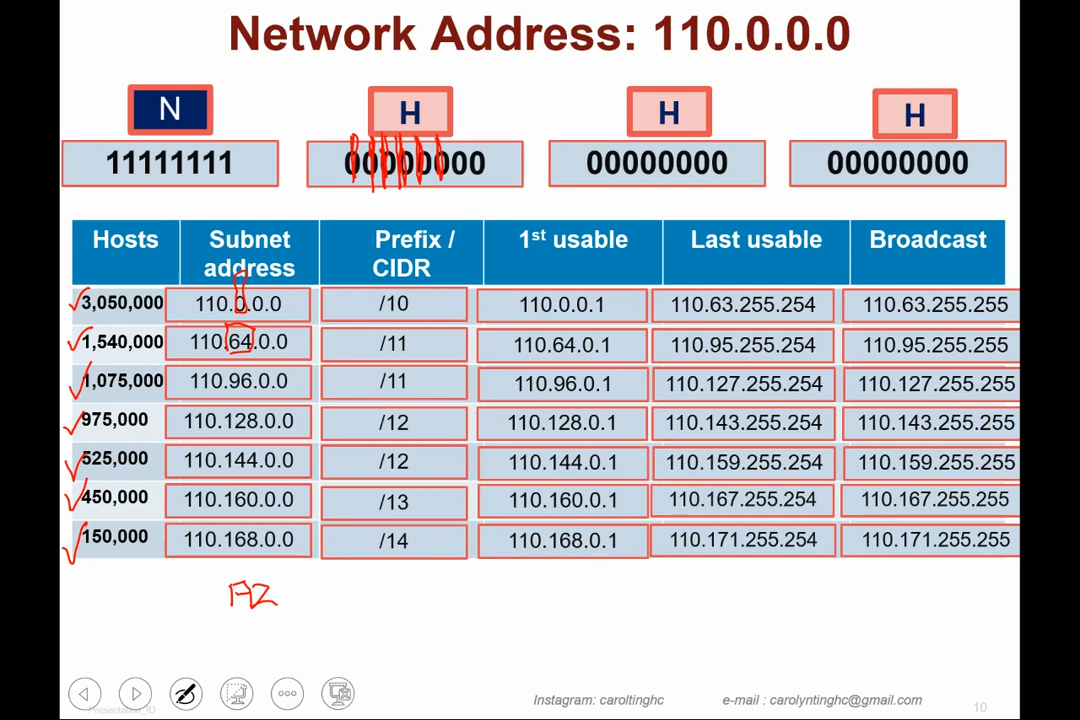 Network Address: 110.0.0.0
N H H H
11111111 00000000 00000000 00000000
Hosts Subnet address Prefix / CIDR 1st usable Last usable Broadcast
3,050,000 110.0.0.0 /10 110.0.0.1 110.63.255.254 110.63.255.255
1,540,000 110.64.0.0 /11 110.64.0.1 110.95.255.254 110.95.255.255
1,075,000 110.96.0.0 /11 110.96.0.1 110.127.255.254 110.127.255.255
975,000 110.128.0.0 /12 110.128.0.1 110.143.255.254 110.143.255.255
525,000 110.144.0.0 /12 110.144.0.1 110.159.255.254 110.159.255.255
450,000 110.160.0.0 /13 110.160.0.1 110.167.255.254 110.167.255.255
150,000 110.168.0.0 /14 110.168.0.1 110.171.255.254 110.171.255.255
Presentation_ID Instagram: caroltinghc e-mail : carolyntinghc@gmail.com 10